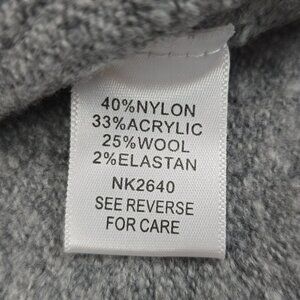 40%NYLON
33%ACRYLIC
25%WOOL
2%ELASTAN
NK2640
SEE REVERSE
FOR CARE